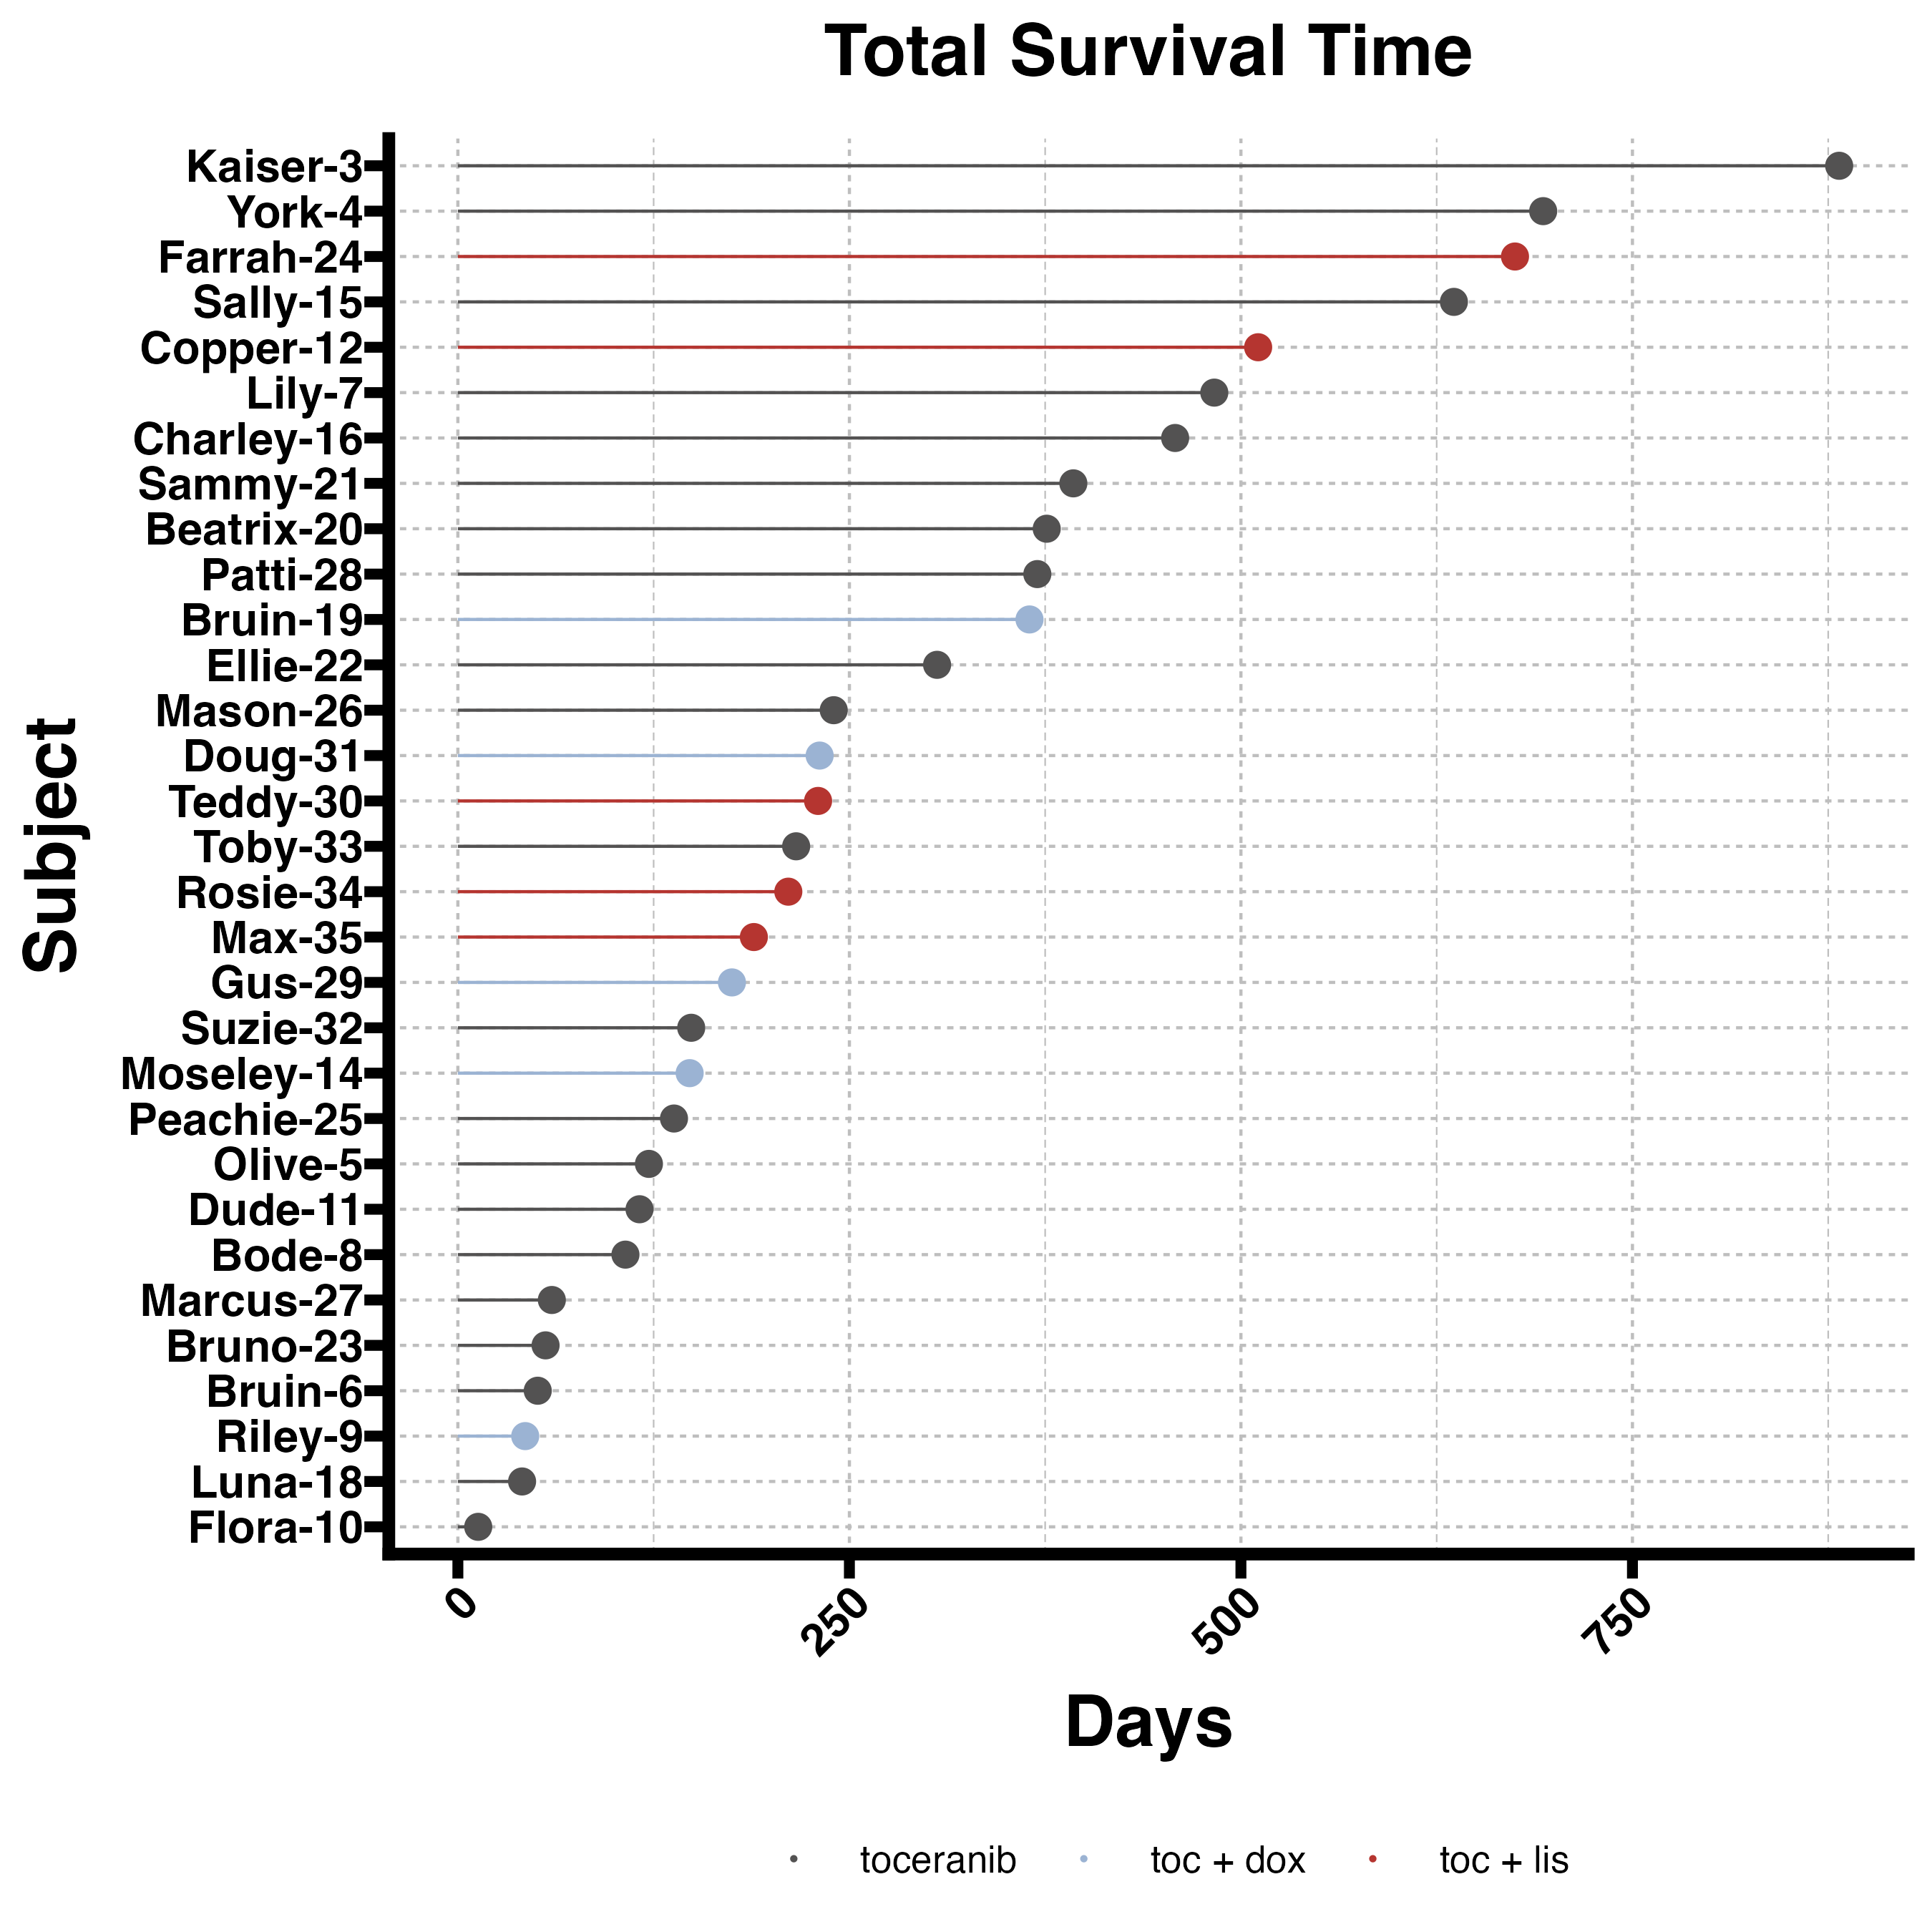 Total Survival Time
Subject
Kaiser-3
York-4
Farrah-24
Sally-15
Copper-12
Lily-7
Charley-16
Sammy-21
Beatrix-20
Patti-28
Bruin-19
Ellie-22
Mason-26
Doug-31
Teddy-30
Toby-33
Rosie-34
Max-35
Gus-29
Suzie-32
Moseley-14
Peachie-25
Olive-5
Dude-11
Bode-8
Marcus-27
Bruno-23
Bruin-6
Riley-9
Luna-18
Flora-10
0 250 500 750
Days
toceranib toc + dox toc + lis